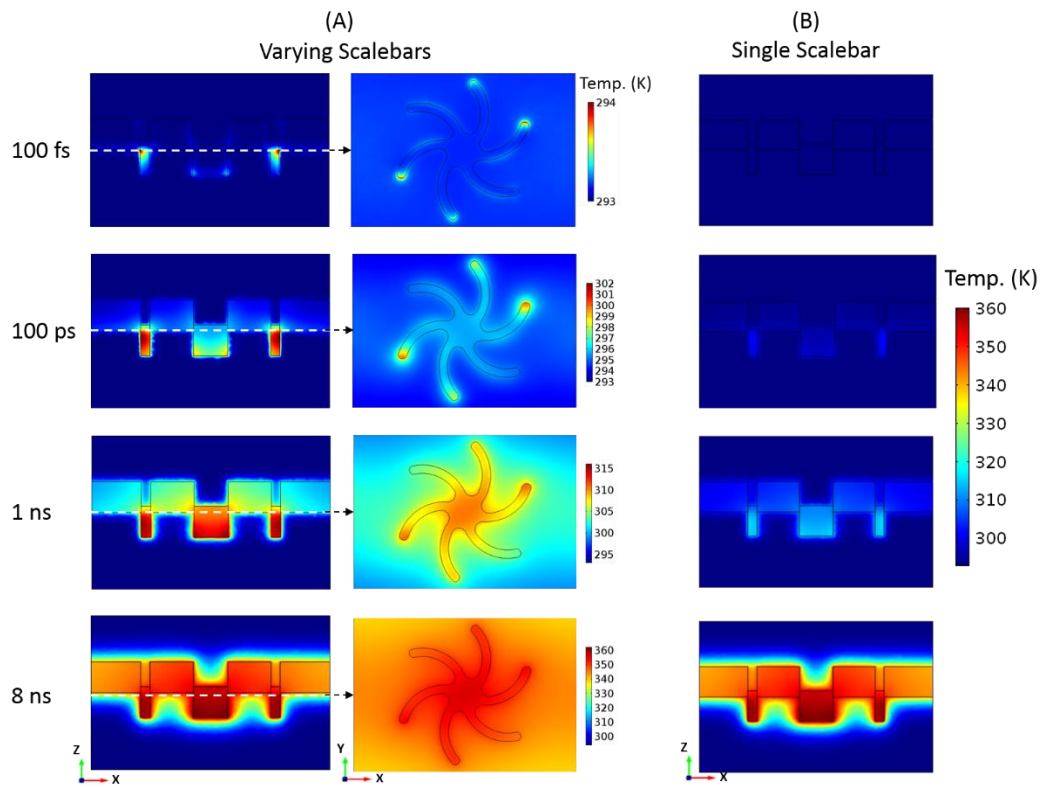 (A)
Varying Scalebars
(B)
Single Scalebar
Temp. (K)
294
293
100 fs
100 ps
302
301
300
299
298
297
296
295
294
293
Temp. (K)
360
350
340
330
320
310
300
1 ns
315
310
305
300
295
8 ns
360
350
340
330
320
310
300
Z
X
Y
X
Z
X